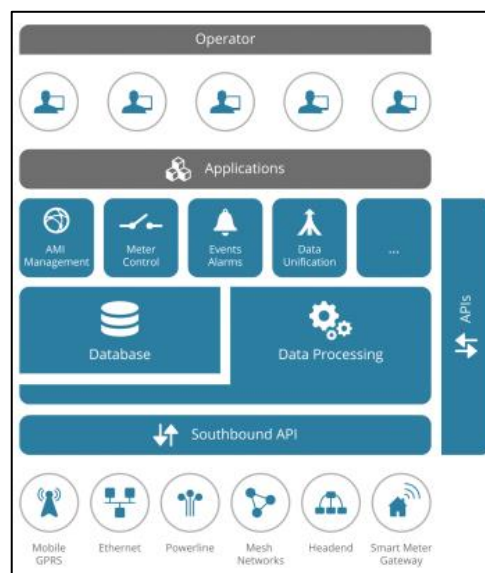 Operator
Applications
AMI
Management
Meter
Control
Events
Alarms
Data
Unification
...
Database
Data Processing
APIs
Southbound API
Mobile
GPRS
Ethernet
Powerline
Mesh
Networks
Headend
Smart Meter
Gateway